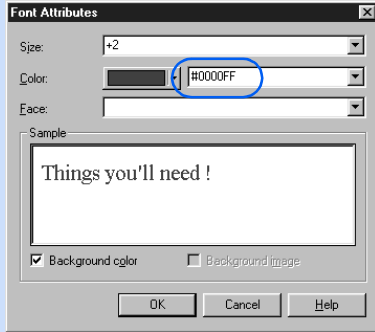 Font Attributes
Size: +2
Color: #0000FF
Face:
Sample
Things you'll need !
Background color Background image
OK Cancel Help